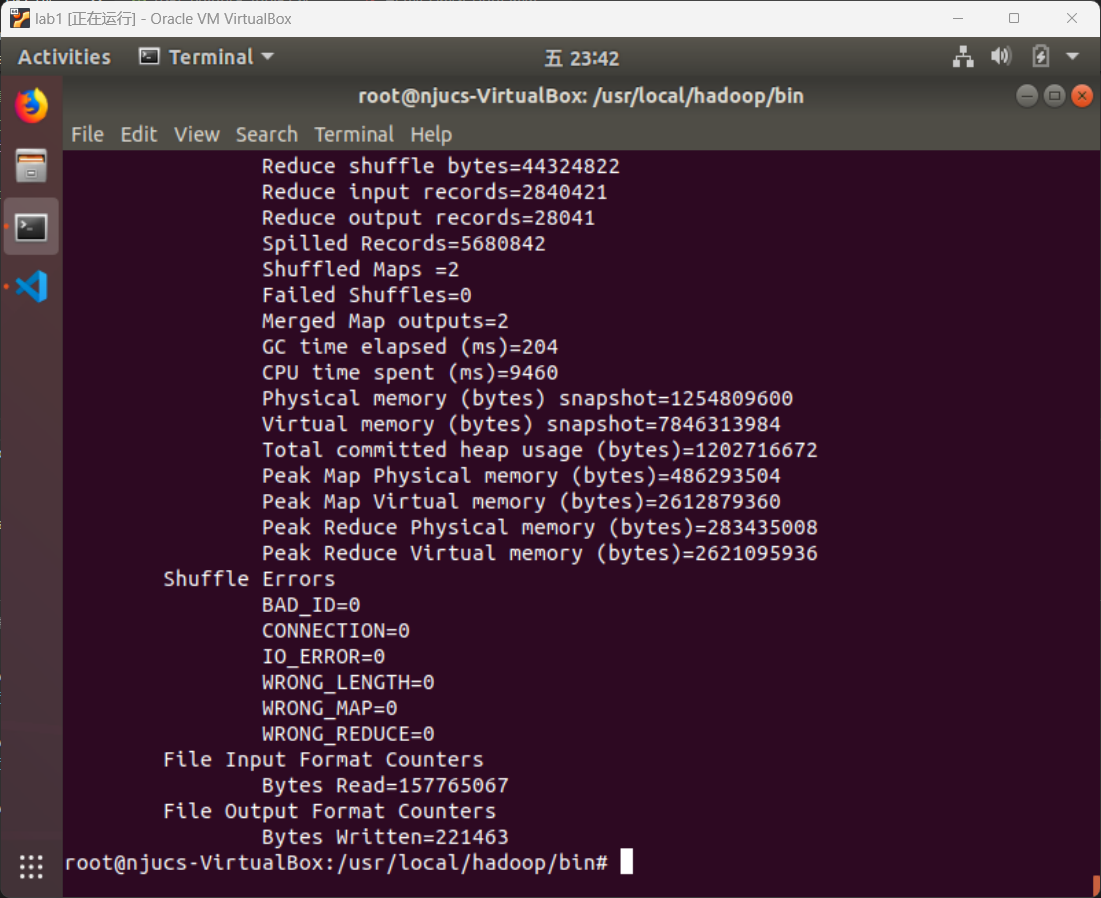 lab1 [正在运行] - Oracle VM VirtualBox
Activities Terminal 五 23:42
root@njucs-VirtualBox: /usr/local/hadoop/bin
File Edit View Search Terminal Help
Reduce shuffle bytes=44324822
Reduce input records=2840421
Reduce output records=28041
Spilled Records=5680842
Shuffled Maps =2
Failed Shuffles=0
Merged Map outputs=2
GC time elapsed (ms)=204
CPU time spent (ms)=9460
Physical memory (bytes) snapshot=1254809600
Virtual memory (bytes) snapshot=7846313984
Total committed heap usage (bytes)=1202716672
Peak Map Physical memory (bytes)=486293504
Peak Map Virtual memory (bytes)=2612879360
Peak Reduce Physical memory (bytes)=283435008
Peak Reduce Virtual memory (bytes)=2621095936
Shuffle Errors
BAD_ID=0
CONNECTION=0
IO_ERROR=0
WRONG_LENGTH=0
WRONG_MAP=0
WRONG_REDUCE=0
File Input Format Counters
Bytes Read=157765067
File Output Format Counters
Bytes Written=221463
root@njucs-VirtualBox:/usr/local/hadoop/bin#